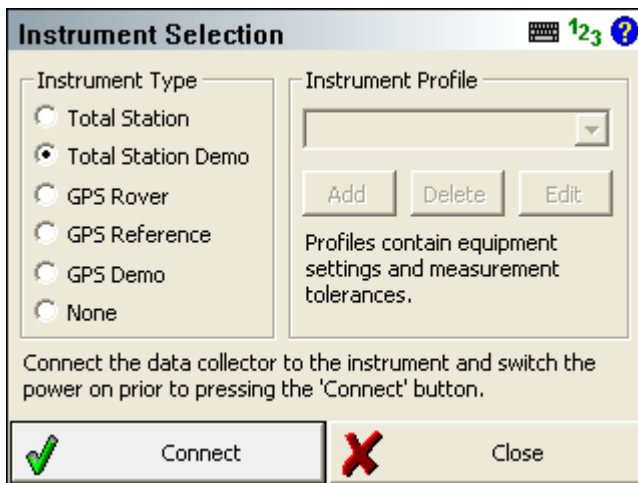 Instrument Selection
123
?
Instrument Type
Total Station
Total Station Demo
GPS Rover
GPS Reference
GPS Demo
None
Instrument Profile
Add Delete Edit
Profiles contain equipment
settings and measurement
tolerances.
Connect the data collector to the instrument and switch the
power on prior to pressing the 'Connect' button.
Connect Close